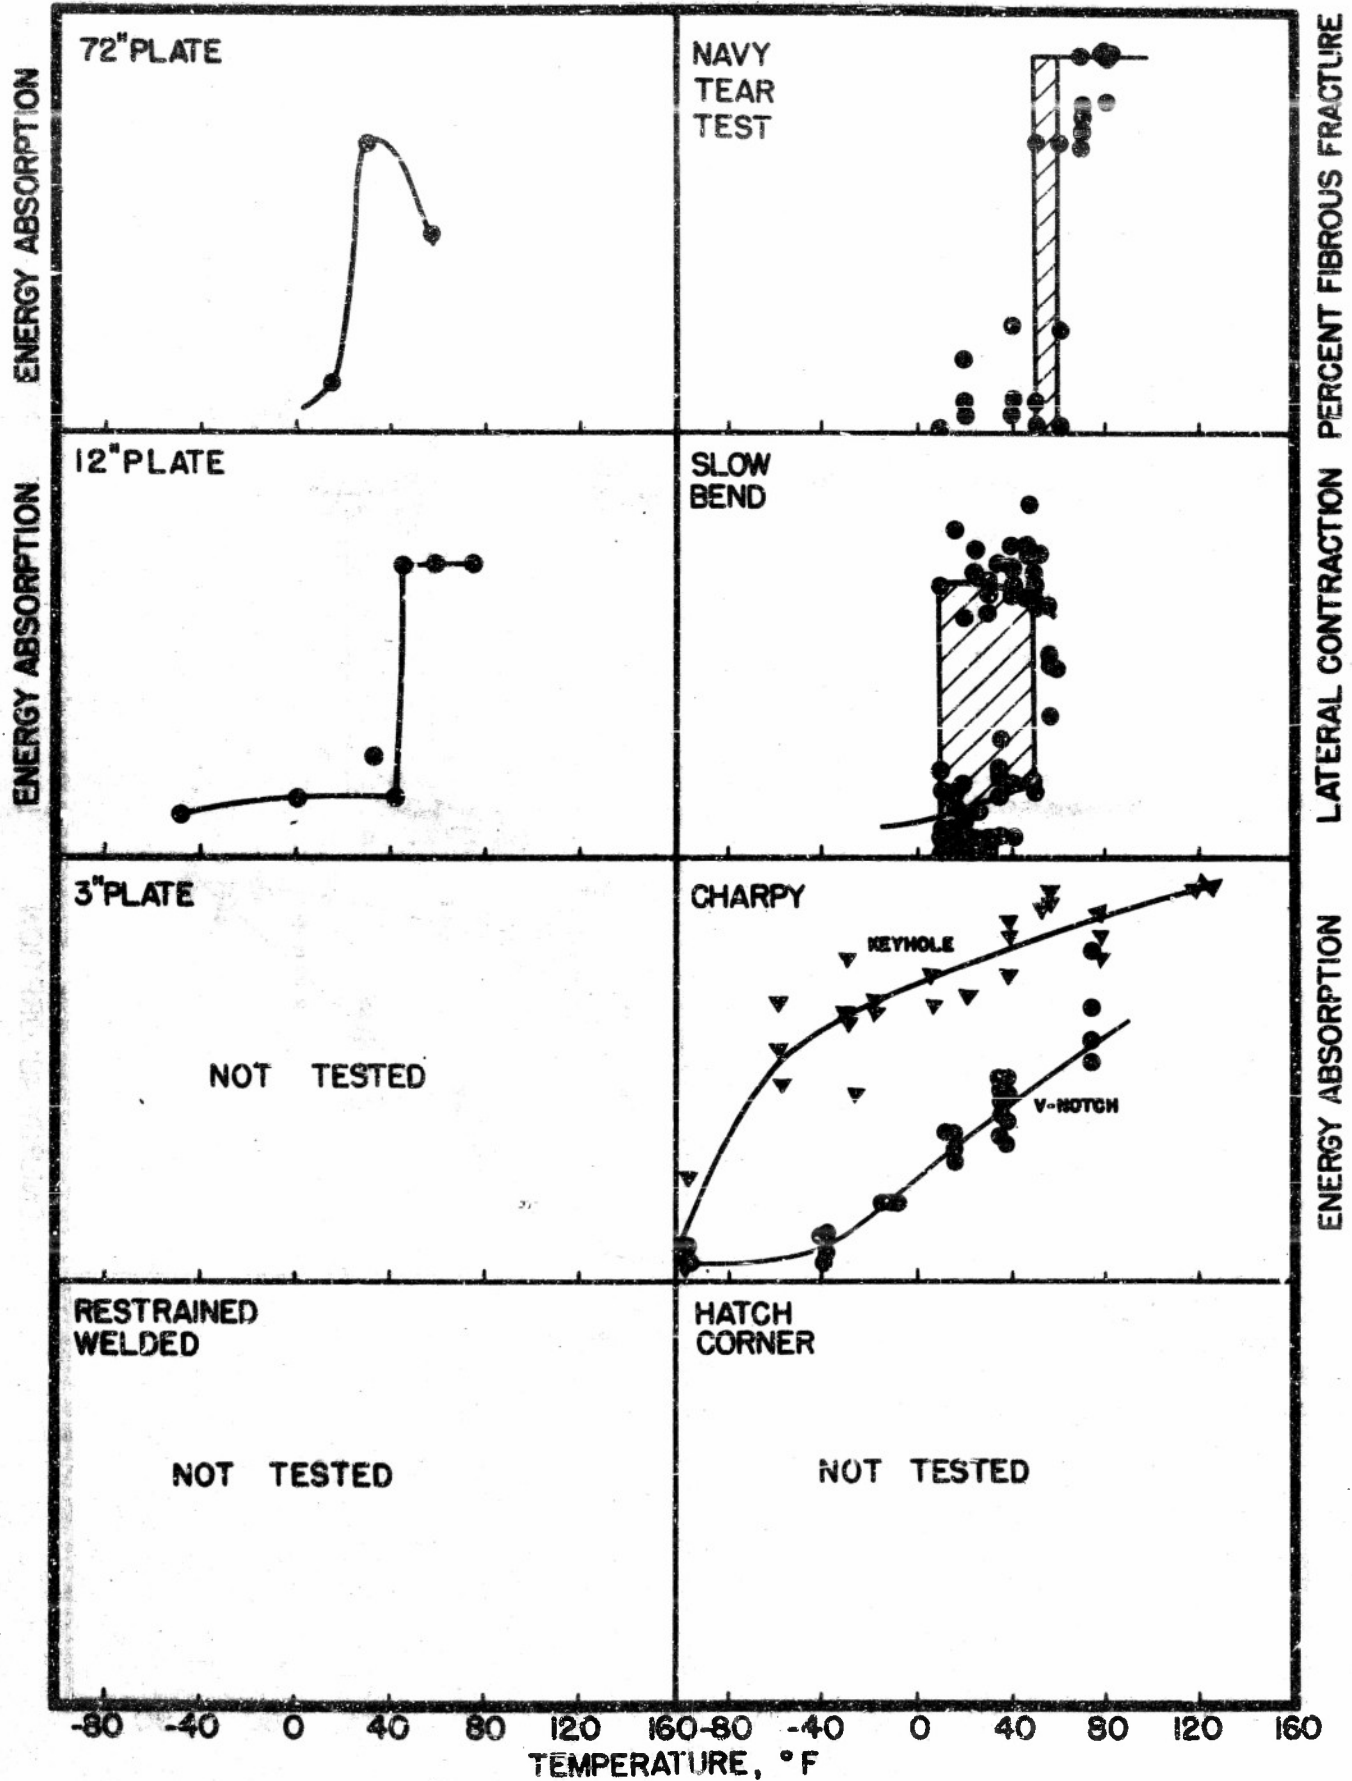 72" PLATE
ENERGY ABSORPTION
NAVY
TEAR
TEST
PERCENT FIBROUS FRACTURE
12" PLATE
ENERGY ABSORPTION
SLOW
BEND
LATERAL CONTRACTION
3" PLATE
NOT TESTED
CHARPY
KEYHOLE
V-NOTCH
ENERGY ABSORPTION
RESTRAINED
WELDED
NOT TESTED
HATCH
CORNER
NOT TESTED
-80 -40 0 40 80 120 160 -80 -40 0 40 80 120 160
TEMPERATURE, °F